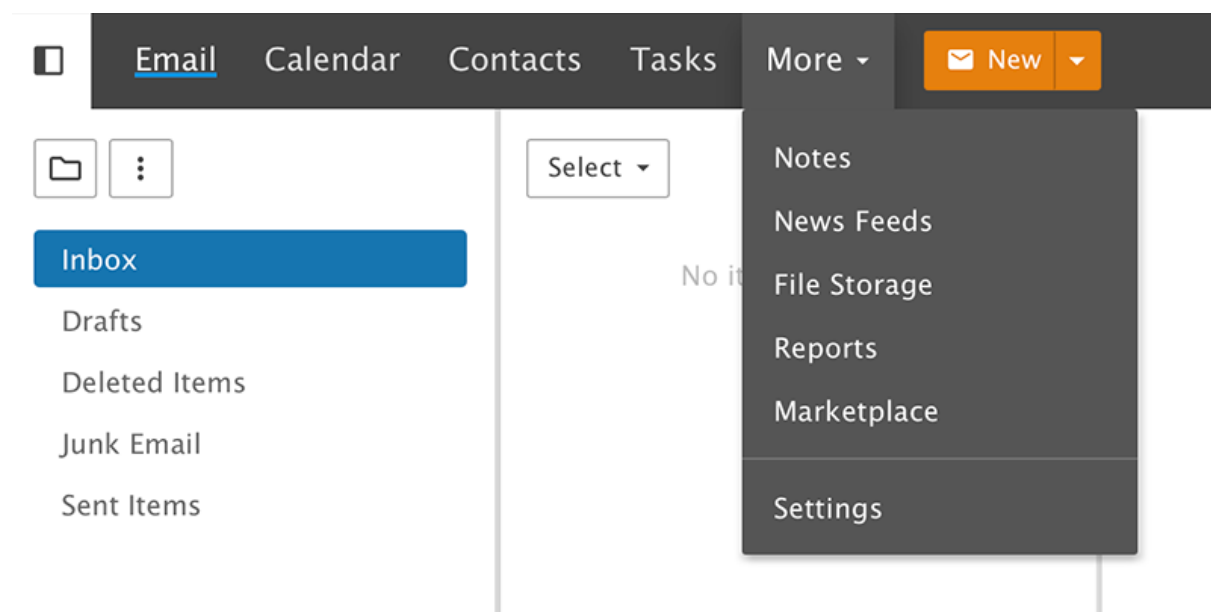 Email Calendar Contacts Tasks More New
Select
Inbox
Drafts
Deleted Items
Junk Email
Sent Items
No
Notes
News Feeds
File Storage
Reports
Marketplace
Settings